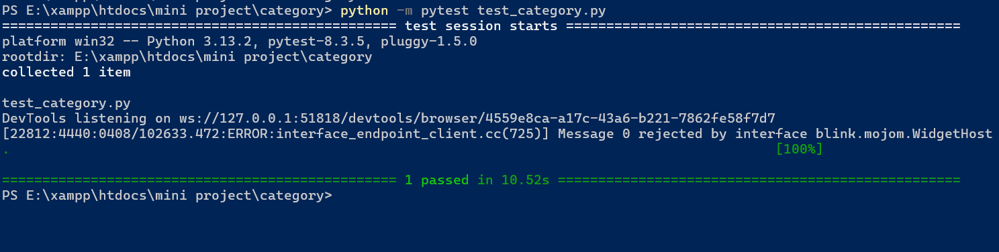 PS E:\xampp\htdocs\mini project\category> python -m pytest test_category.py
================================================= test session starts =================================================
platform win32 -- Python 3.13.2, pytest-8.3.5, pluggy-1.5.0
rootdir: E:\xampp\htdocs\mini project\category
collected 1 item
test_category.py
DevTools listening on ws://127.0.0.1:51818/devtools/browser/4559e8ca-a17c-43a6-b221-7862fe58f7d7
[22812:4440:0408/102633.472:ERROR:interface_endpoint_client.cc(725)] Message 0 rejected by interface blink.mojom.WidgetHost
. [100%]
================================================= 1 passed in 10.52s ==================================================
PS E:\xampp\htdocs\mini project\category>